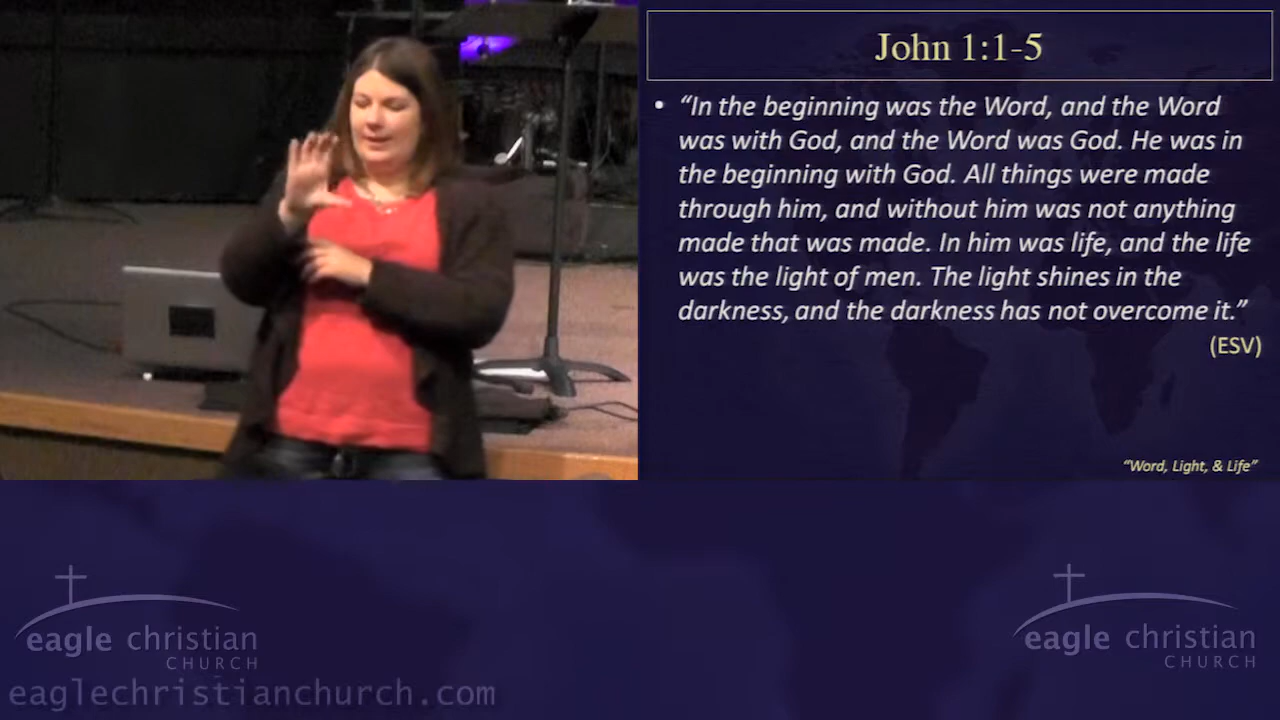 John 1:1-5
• “In the beginning was the Word, and the Word
was with God, and the Word was God. He was in
the beginning with God. All things were made
through him, and without him was not anything
made that was made. In him was life, and the life
was the light of men. The light shines in the
darkness, and the darkness has not overcome it.”
(ESV)
“Word, Light, & Life”
eagle christian
CHURCH
eaglechristianchurch.com
eagle christian
CHURCH